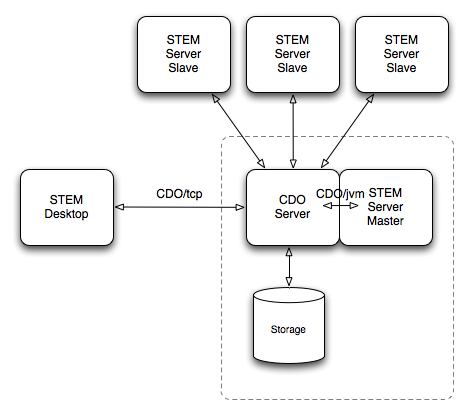 STEM
Server
Slave
STEM
Server
Slave
STEM
Server
Slave
STEM
Desktop
CDO/tcp
CDO
Server
CDO/jvm
STEM
Server
Master
Storage